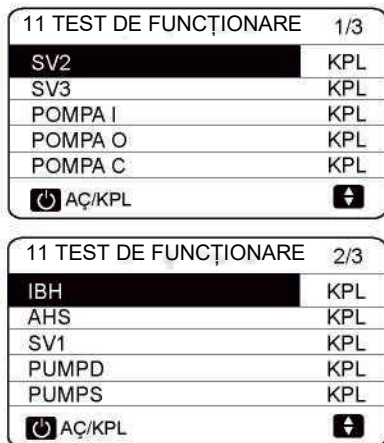 11 TEST DE FUNCȚIONARE 1/3
SV2 KPL
SV3 KPL
POMPA I KPL
POMPA O KPL
POMPA C KPL
AÇ/KPL
11 TEST DE FUNCȚIONARE 2/3
IBH KPL
AHS KPL
SV1 KPL
PUMPD KPL
PUMPS KPL
AÇ/KPL